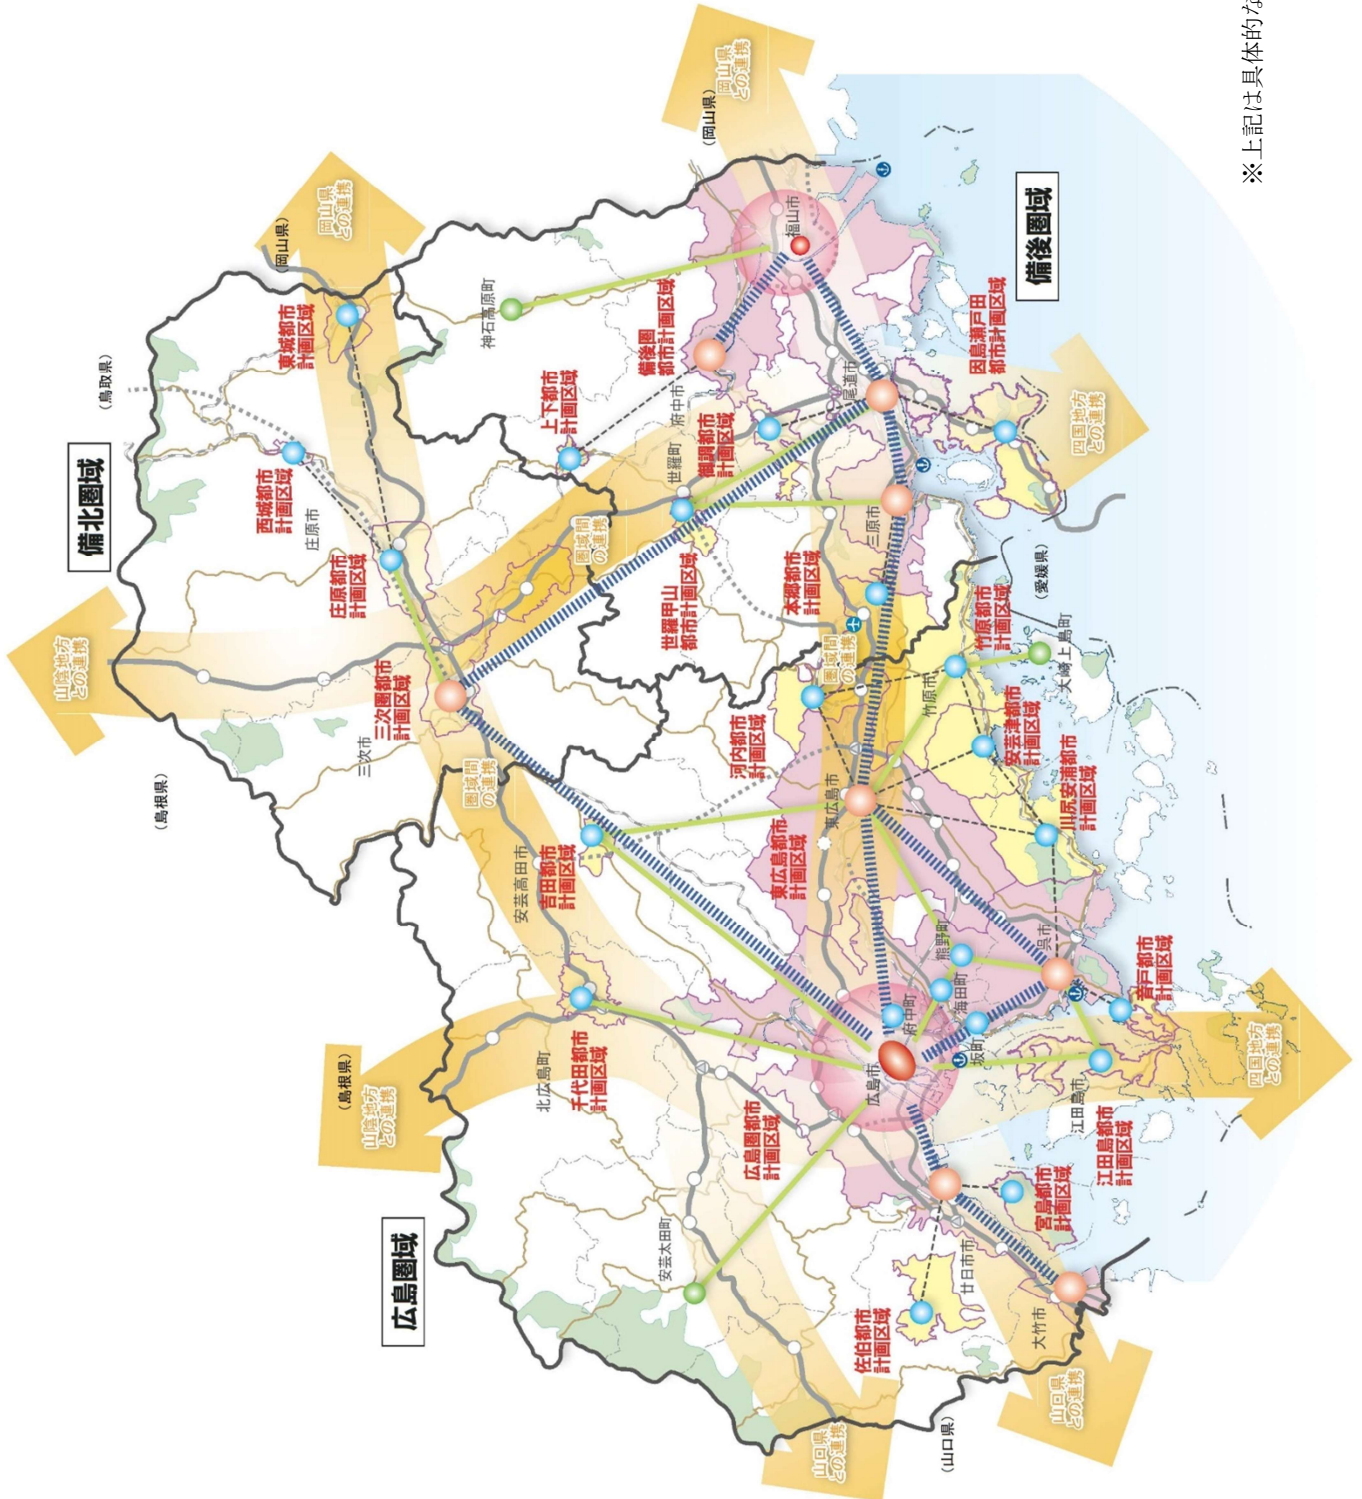 備北圏域
広島圏域
備後圏域
（鳥取県）
（島根県）
（島根県）
（岡山県）
（岡山県）
（山口県）
（愛媛県）
山陰地方
との連携
山陰地方
との連携
岡山県
との連携
岡山県
との連携
山口県
との連携
山口県
との連携
四国地方
との連携
四国地方
との連携
圏域間
の連携
圏域間
の連携
圏域間
の連携
東城都市
計画区域
西城都市
計画区域
庄原市
庄原都市
計画区域
三次圏都市
計画区域
三次市
神石高原町
上下都市
計画区域
府中市
備後圏
都市計画区域
福山市
世羅町
御調都市
計画区域
尾道市
世羅甲山
都市計画区域
三原市
本郷都市
計画区域
因島瀬戸田
都市計画区域
安芸高田市
吉田都市
計画区域
河内都市
計画区域
東広島都市
計画区域
東広島市
竹原市
竹原都市
計画区域
大崎上島町
安芸津都市
計画区域
川尻安浦都市
計画区域
北広島町
千代田都市
計画区域
安芸太田町
広島圏都市
計画区域
広島市
府中町
海田町
熊野町
坂町
呉市
音戸都市
計画区域
江田島市
江田島都市
計画区域
宮島都市
計画区域
廿日市市
佐伯都市
計画区域
大竹市
※上記は具体的な